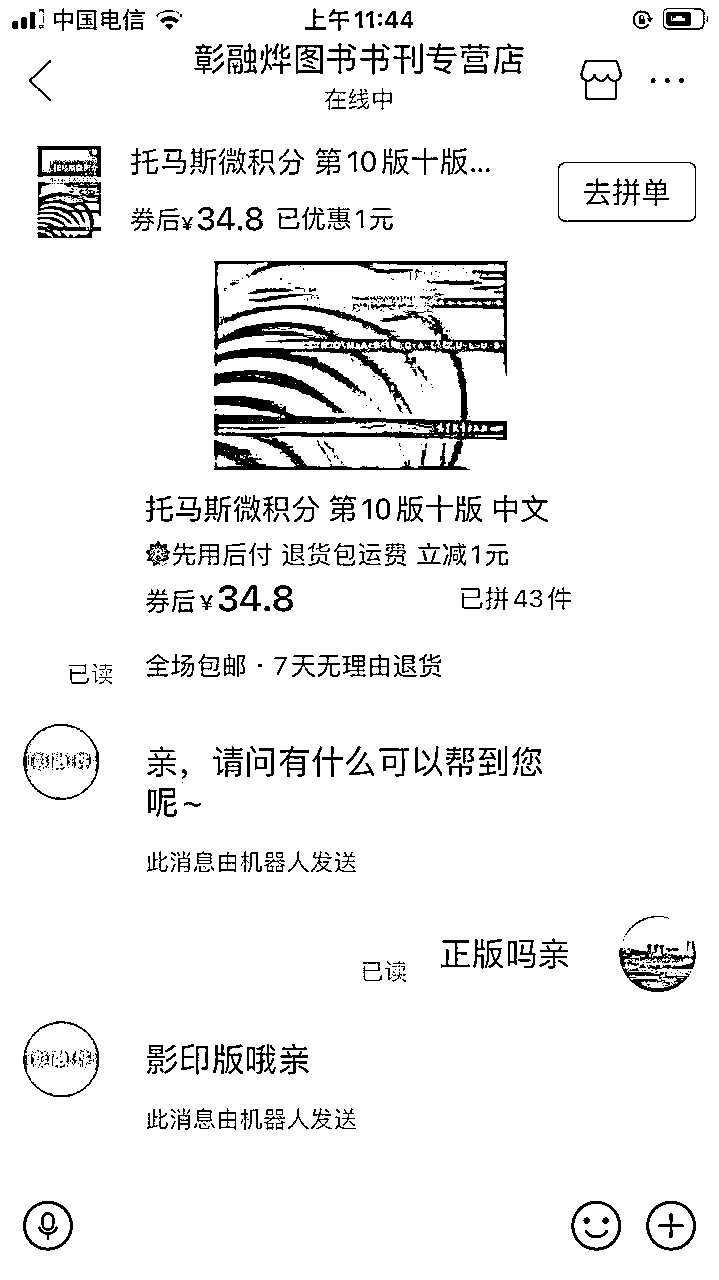 中国电信 上午11:44
彰融烨图书书刊专营店
在线中
托马斯微积分 第10版十版...
券后¥34.8 已优惠1元
去拼单
托马斯微积分 第10版十版 中文
先用后付 退货包运费 立减1元
券后¥34.8 已拼43件
全场包邮·7天无理由退货
已读
亲，请问有什么可以帮到您
呢~
此消息由机器人发送
正版吗亲
已读
影印版哦亲
此消息由机器人发送